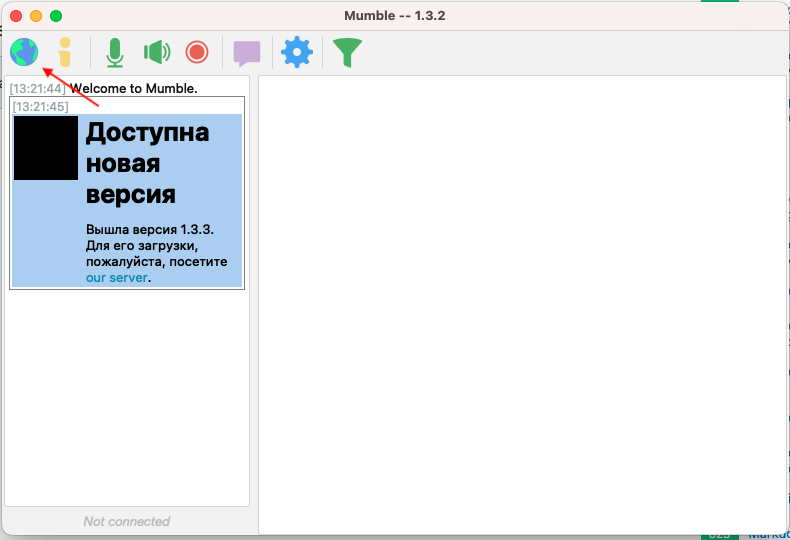 Mumble -- 1.3.2
[13:21:44] Welcome to Mumble.
[13:21:45]
Доступна
новая
версия
Вышла версия 1.3.3.
Для его загрузки,
пожалуйста, посетите
our server.
Not connected